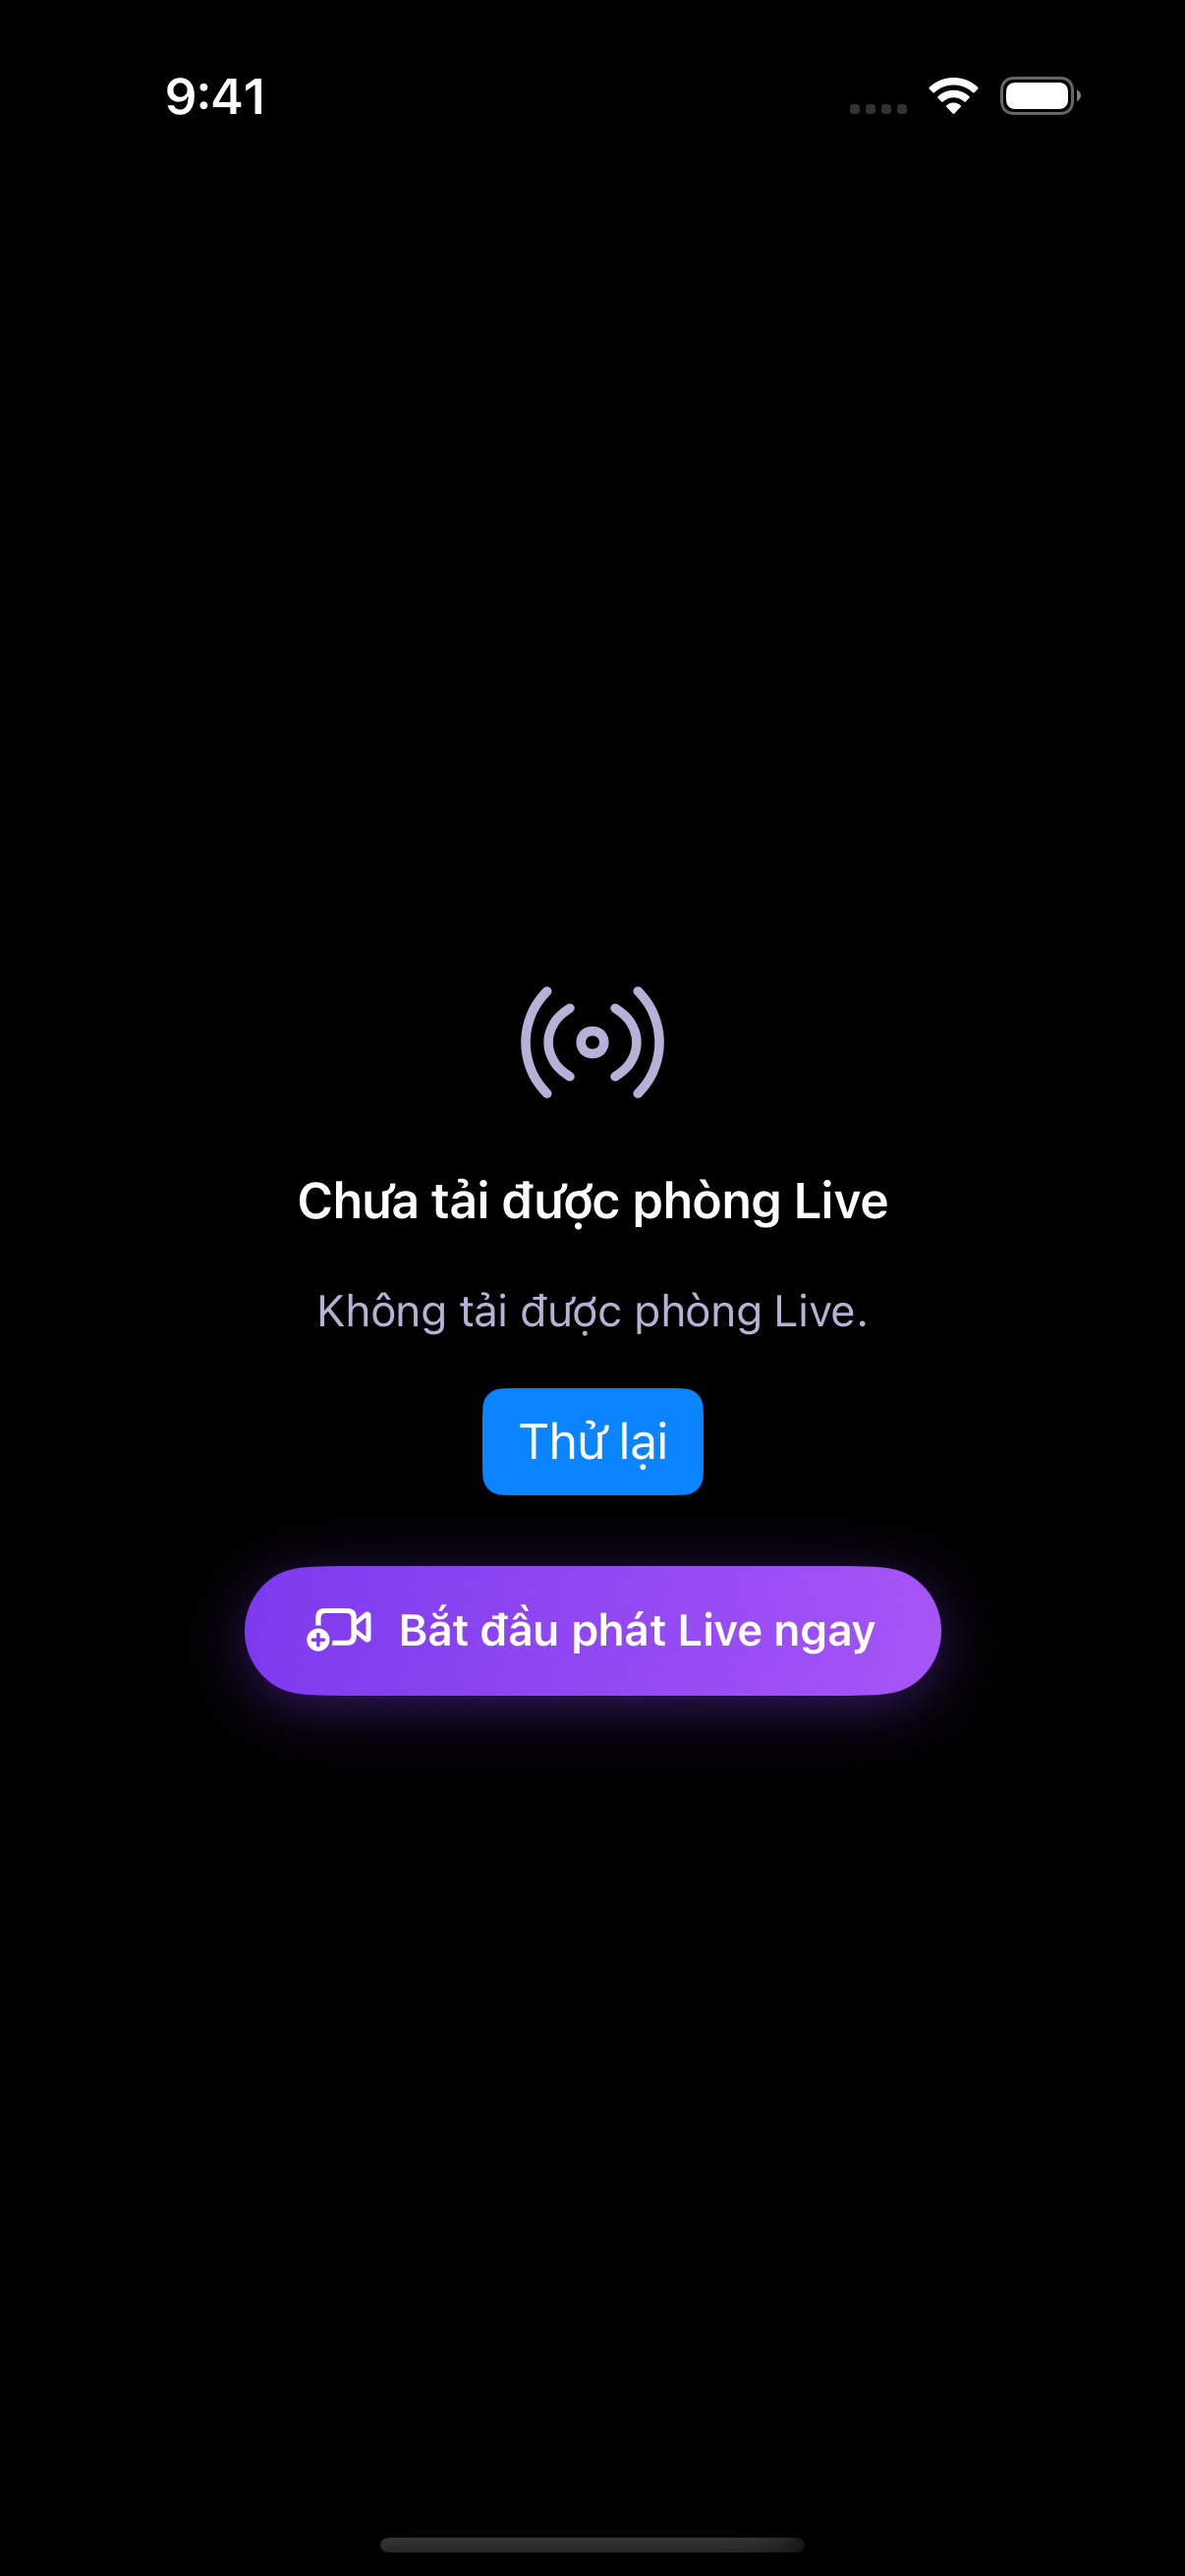 9:41
Chưa tải được phòng Live
Không tải được phòng Live.
Thử lại
Bắt đầu phát Live ngay